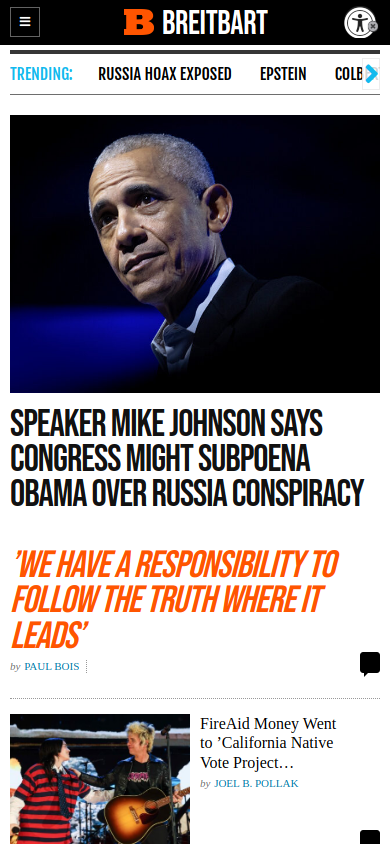 BREITBART
TRENDING: RUSSIA HOAX EXPOSED EPSTEIN
SPEAKER MIKE JOHNSON SAYS
CONGRESS MIGHT SUBPOENA
OBAMA OVER RUSSIA CONSPIRACY
’WE HAVE A RESPONSIBILITY TO
FOLLOW THE TRUTH WHERE IT
LEADS’
by PAUL BOIS
FireAid Money Went
to ’California Native
Vote Project…
by JOEL B. POLLAK